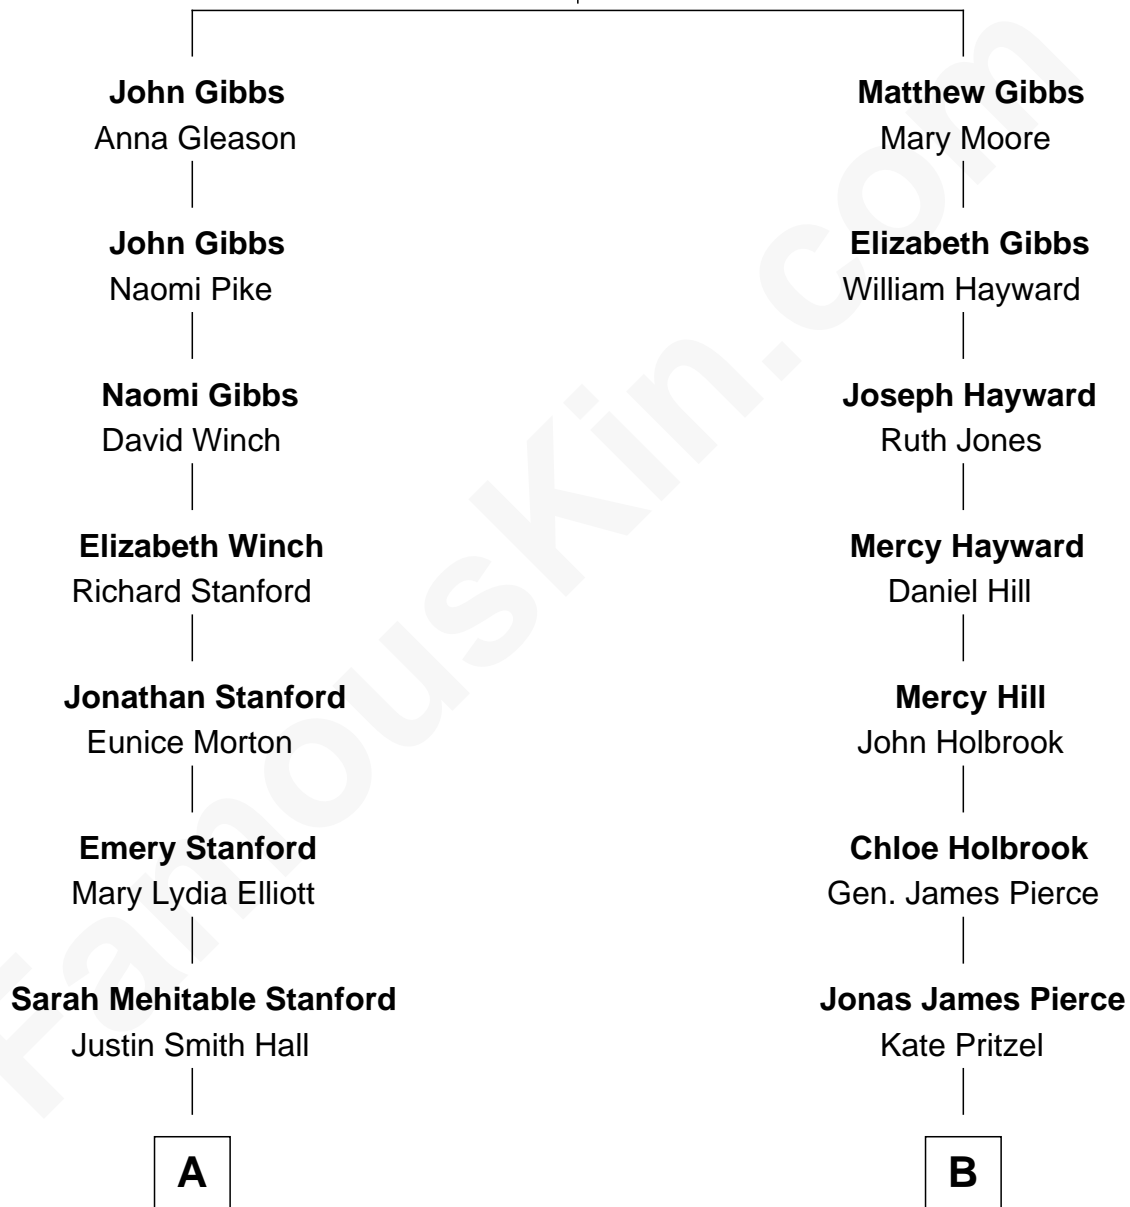 John Gibbs
Anna Gleason
John Gibbs
Naomi Pike
Naomi Gibbs
David Winch
Elizabeth Winch
Richard Stanford
Jonathan Stanford
Eunice Morton
Emery Stanford
Mary Lydia Elliott
Sarah Mehitable Stanford
Justin Smith Hall
A
Matthew Gibbs
Mary Moore
Elizabeth Gibbs
William Hayward
Joseph Hayward
Ruth Jones
Mercy Hayward
Daniel Hill
Mercy Hill
John Holbrook
Chloe Holbrook
Gen. James Pierce
Jonas James Pierce
Kate Pritzel
B
FamousKin.com